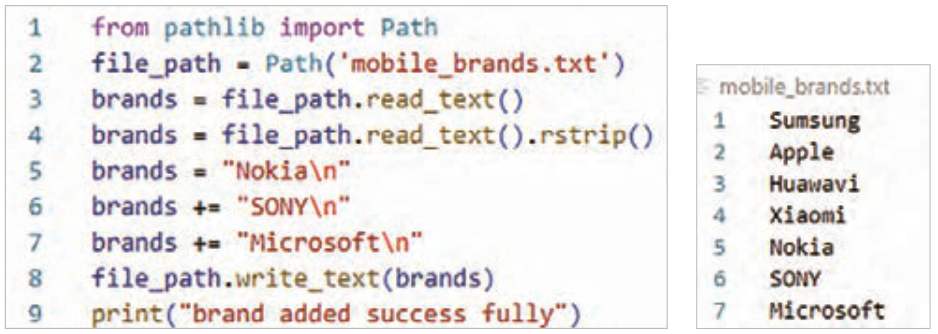 1 from pathlib import Path
2 file_path = Path('mobile_brands.txt')
3 brands = file_path.read_text()
4 brands = file_path.read_text().rstrip()
5 brands = "Nokia\n"
6 brands += "SONY\n"
7 brands += "Microsoft\n"
8 file_path.write_text(brands)
9 print("brand added success fully")
mobile_brands.txt
1 Sumsung
2 Apple
3 Huawavi
4 Xiaomi
5 Nokia
6 SONY
7 Microsoft